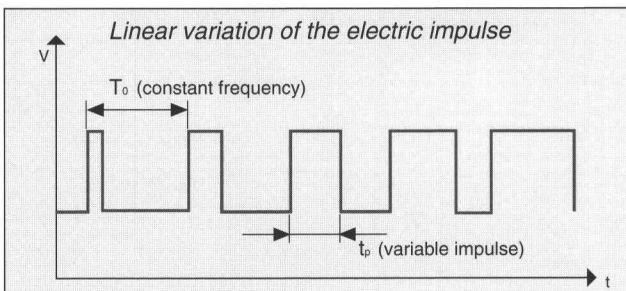 Linear variation of the electric impulse
V
T₀ (constant frequency)
tₚ (variable impulse)
t